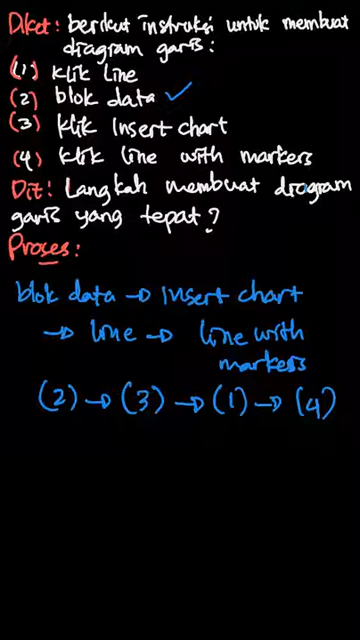 Diket: berikut instruksi untuk membuat
diagram garis:
(1) klik line
(2) blok data ✓
(3) klik insert chart
(4) klik line with markers
Dit: Langkah membuat diagram
garis yang tepat?
Proses:
blok data → insert chart
→ line → line with
markers
(2) → (3) → (1) → (4)